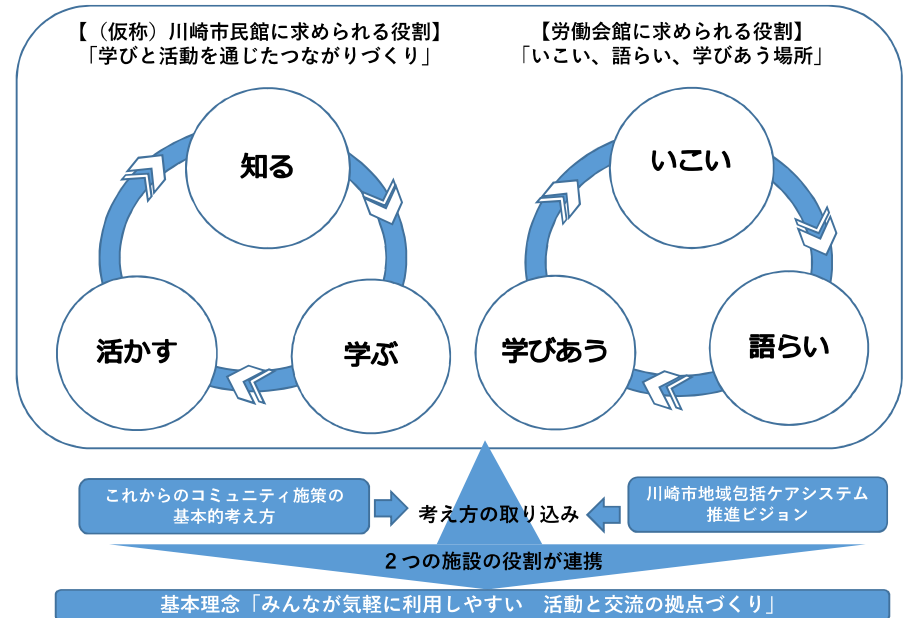 【（仮称）川崎市民館に求められる役割】
「学びと活動を通じたつながりづくり」
知る
学ぶ
活かす
【労働会館に求められる役割】
「いこい、語らい、学びあう場所」
いこい
語らい
学びあう
これからのコミュニティ施策の
基本的考え方
考え方の取り込み
川崎市地域包括ケアシステム
推進ビジョン
２つの施設の役割が連携
基本理念「みんなが気軽に利用しやすい　活動と交流の拠点づくり」